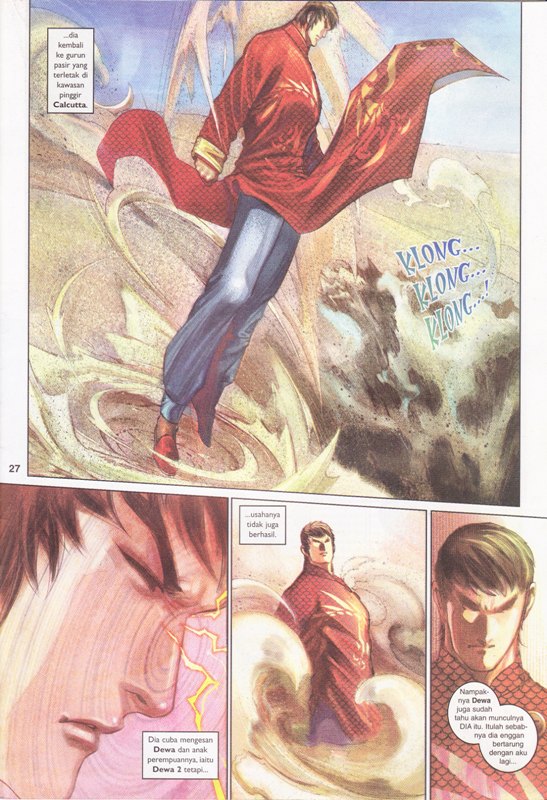 ...dia
kembali
ke gurun
pasir yang
terletak di
kawasan
pinggir
Calcutta.
KLONG...
KLONG...
KLONG...!
27
Dia cuba mengesan
Dewa dan anak
perempuannya, iaitu
Dewa 2 tetapi...
...usahanya
tidak juga
berhasil.
Nampak-
nya Dewa
juga sudah
tahu akan munculnya
DIA itu. Itulah sebab-
nya dia enggan
bertarung
dengan aku
lagi...